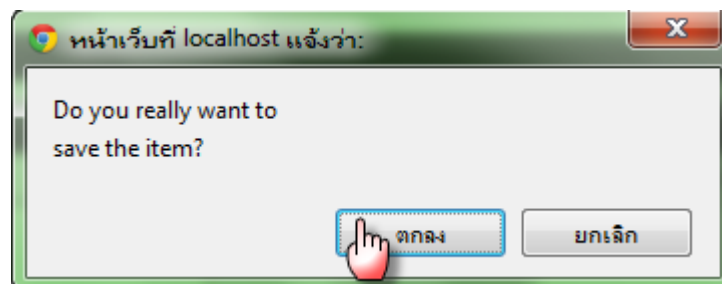 หน้าเว็บที่ localhost แจ้งว่า:
Do you really want to
save the item?
ตกลง
ยกเลิก